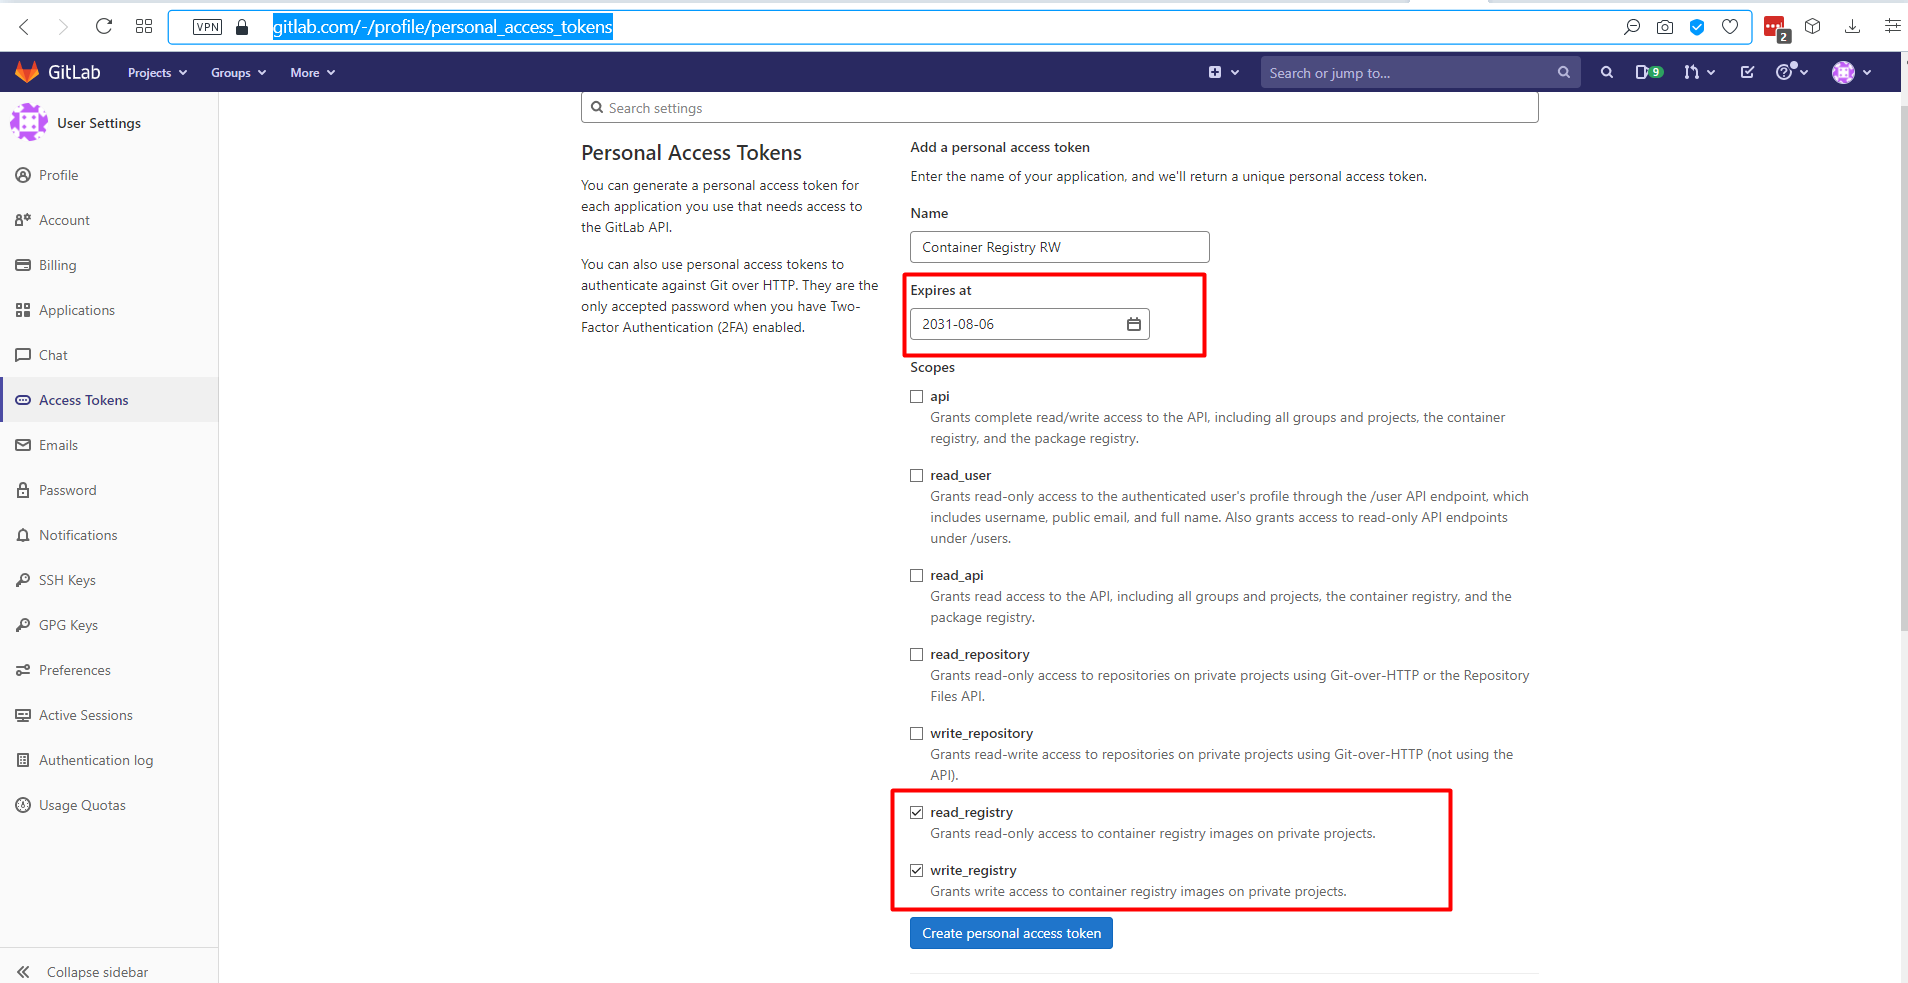 VPN
gitlab.com/-/profile/personal_access_tokens
2
GitLab
Projects
Groups
More
Search or jump to...
9
User Settings
Profile
Account
Billing
Applications
Chat
Access Tokens
Emails
Password
Notifications
SSH Keys
GPG Keys
Preferences
Active Sessions
Authentication log
Usage Quotas
Collapse sidebar
Search settings
Personal Access Tokens
You can generate a personal access token for
each application you use that needs access to
the GitLab API.
You can also use personal access tokens to
authenticate against Git over HTTP. They are the
only accepted password when you have Two-
Factor Authentication (2FA) enabled.
Add a personal access token
Enter the name of your application, and we'll return a unique personal access token.
Name
Container Registry RW
Expires at
2031-08-06
Scopes
api
Grants complete read/write access to the API, including all groups and projects, the container
registry, and the package registry.
read_user
Grants read-only access to the authenticated user's profile through the /user API endpoint, which
includes username, public email, and full name. Also grants access to read-only API endpoints
under /users.
read_api
Grants read access to the API, including all groups and projects, the container registry, and the
package registry.
read_repository
Grants read-only access to repositories on private projects using Git-over-HTTP or the Repository
Files API.
write_repository
Grants read-write access to repositories on private projects using Git-over-HTTP (not using the
API).
read_registry
Grants read-only access to container registry images on private projects.
write_registry
Grants write access to container registry images on private projects.
Create personal access token